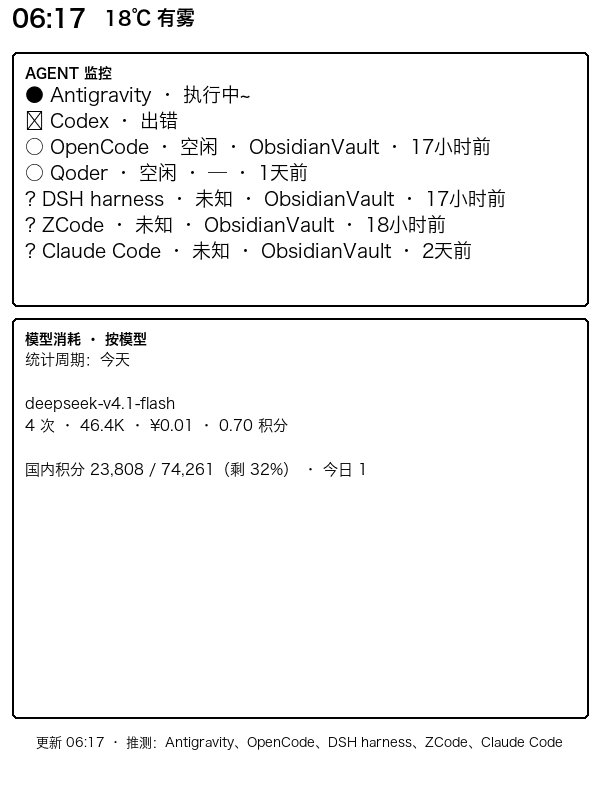 06:17 18℃ 有雾
AGENT 监控
● Antigravity · 执行中~
☒ Codex · 出错
○ OpenCode · 空闲 · ObsidianVault · 17小时前
○ Qoder · 空闲 · — · 1天前
? DSH harness · 未知 · ObsidianVault · 17小时前
? ZCode · 未知 · ObsidianVault · 18小时前
? Claude Code · 未知 · ObsidianVault · 2天前
模型消耗 · 按模型
统计周期：今天
deepseek-v4.1-flash
4 次 · 46.4K · ¥0.01 · 0.70 积分
国内积分 23,808 / 74,261（剩 32%） · 今日 1
更新 06:17 · 推测：Antigravity、OpenCode、DSH harness、ZCode、Claude Code